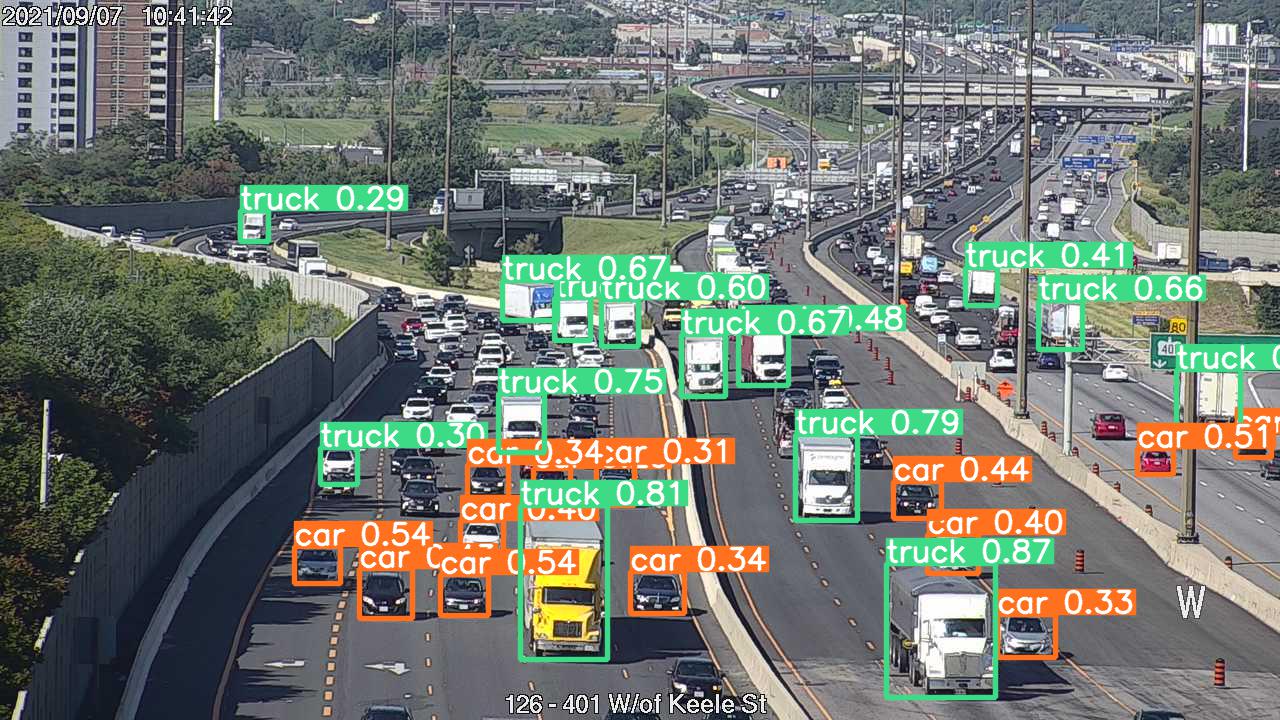 2021/09/07 10:41:42
truck 0.29
truck 0.67
truck 0.60
truck 0.41
truck 0.66
truck 0.67
0.48
truck
truck 0.75
truck 0.79
truck 0.30
car 0.34
car 0.31
car 0.51
car 0.44
truck 0.81
car 0.40
car 0.40
car 0.54
car
car 0.54
car 0.34
truck 0.87
car 0.33
80
W
126 - 401 W/of Keele St